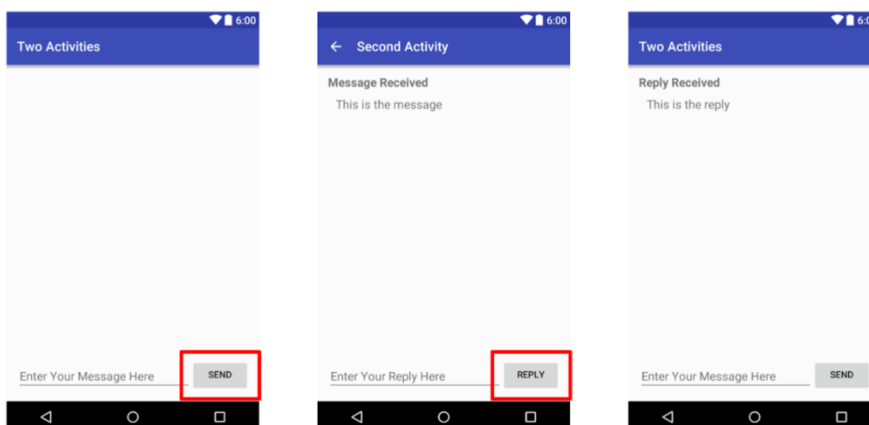 6:00
Two Activities
Enter Your Message Here
SEND
6:00
Second Activity
Message Received
This is the message
Enter Your Reply Here
REPLY
Two Activities
Reply Received
This is the reply
Enter Your Message Here
SEND